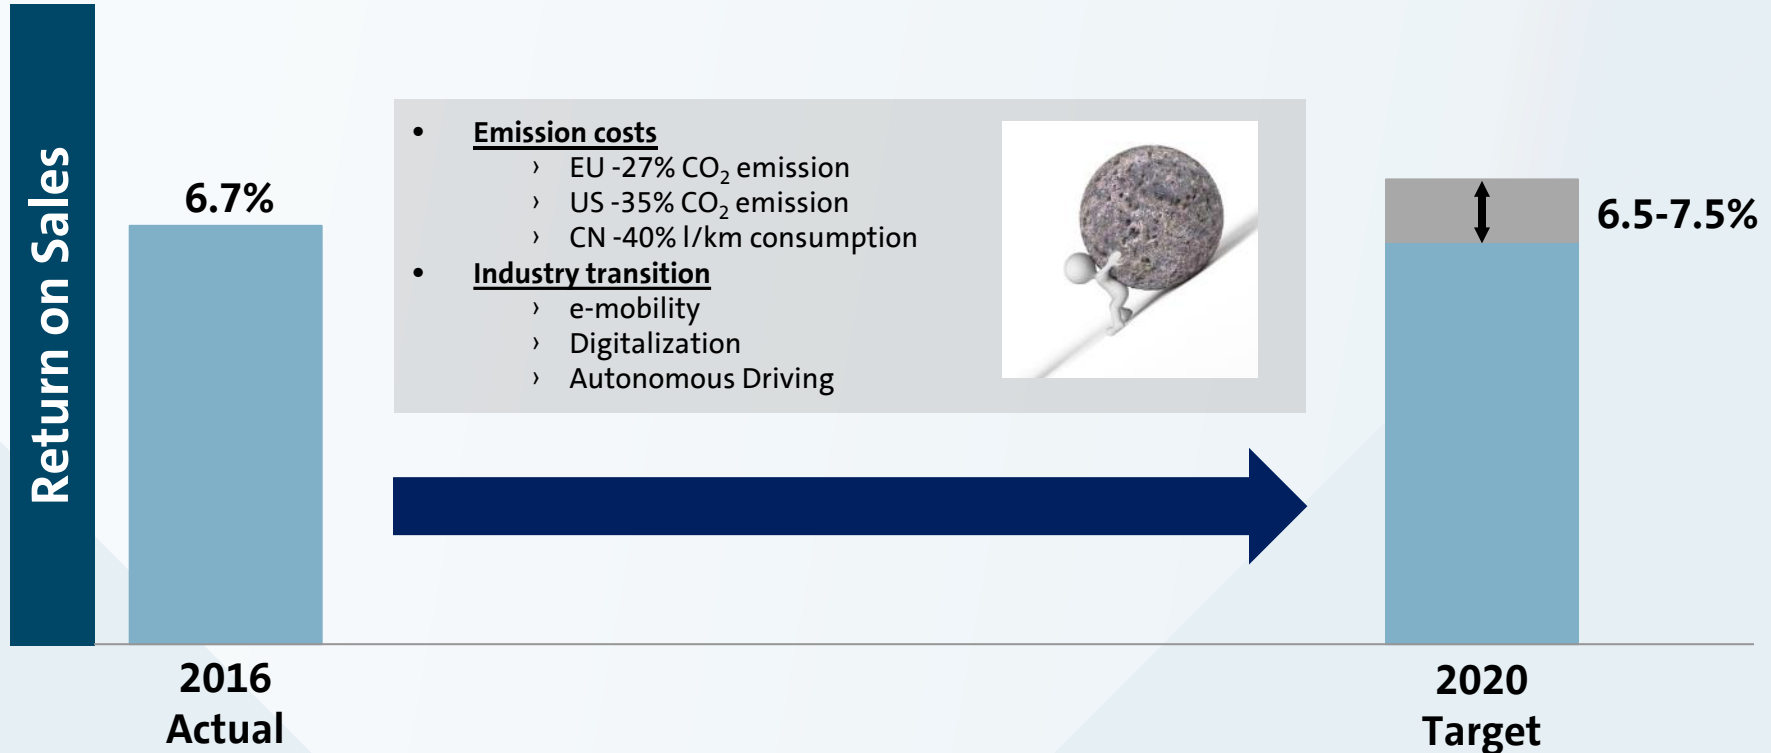 Return on Sales
6.7%
• Emission costs
› EU -27% CO₂ emission
› US -35% CO₂ emission
› CN -40% l/km consumption
• Industry transition
› e-mobility
› Digitalization
› Autonomous Driving
6.5-7.5%
2016
Actual
2020
Target